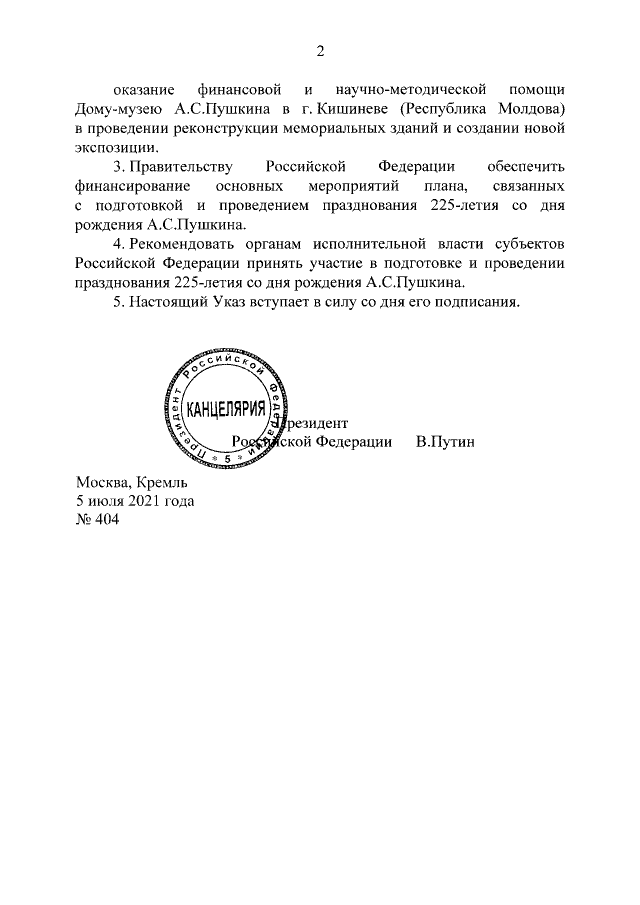 2
оказание финансовой и научно-методической помощи
Дому-музею А.С.Пушкина в г. Кишиневе (Республика Молдова)
в проведении реконструкции мемориальных зданий и создании новой
экспозиции.
3. Правительству Российской Федерации обеспечить
финансирование основных мероприятий плана, связанных
с подготовкой и проведением празднования 225-летия со дня
рождения А.С.Пушкина.
4. Рекомендовать органам исполнительной власти субъектов
Российской Федерации принять участие в подготовке и проведении
празднования 225-летия со дня рождения А.С.Пушкина.
5. Настоящий Указ вступает в силу со дня его подписания.
Президент Российской Федерации
КАНЦЕЛЯРИЯ
* 5 *
Президент
Российской Федерации В.Путин
Москва, Кремль
5 июля 2021 года
№ 404